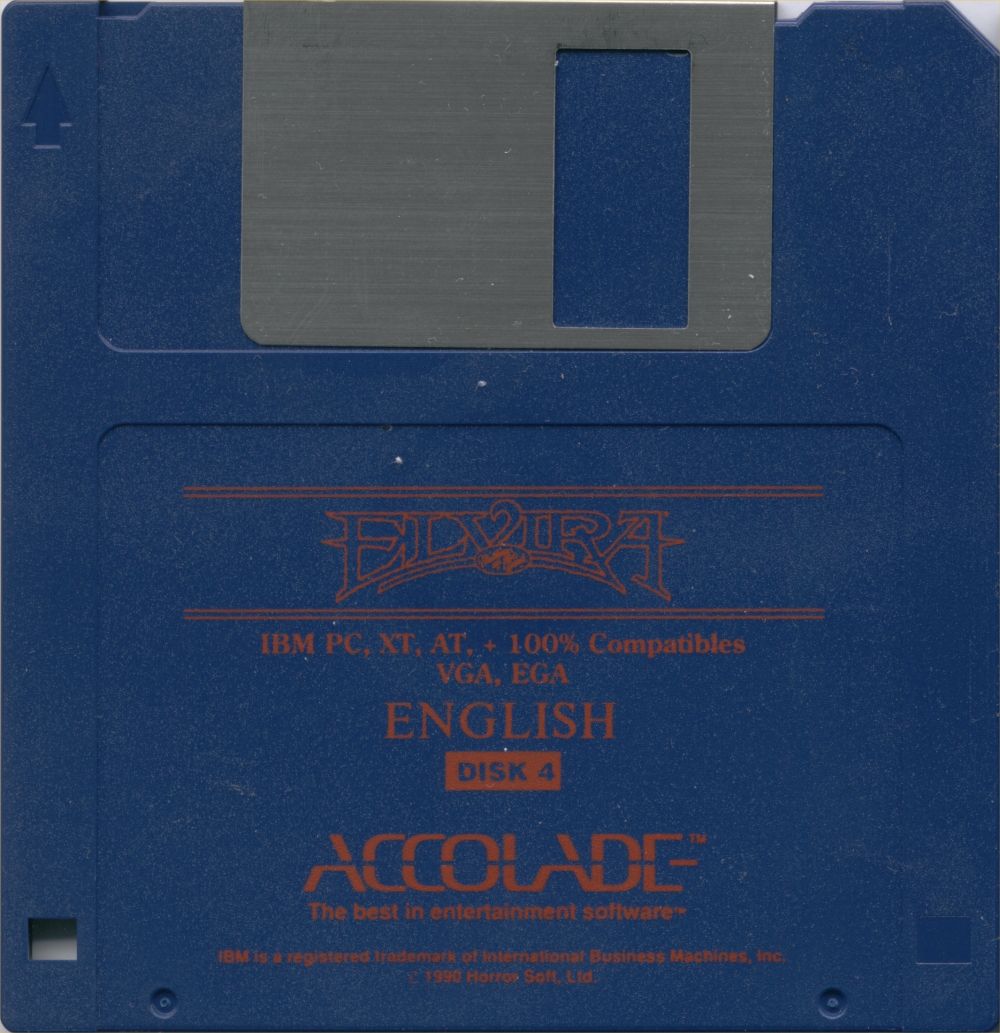 ELVIRA
IBM PC, XT, AT, + 100% Compatibles
VGA, EGA
ENGLISH
DISK 4
ACCOLADE™
The best in entertainment software™
IBM is a registered trademark of International Business Machines, Inc.
© 1990 Horror Soft, Ltd.